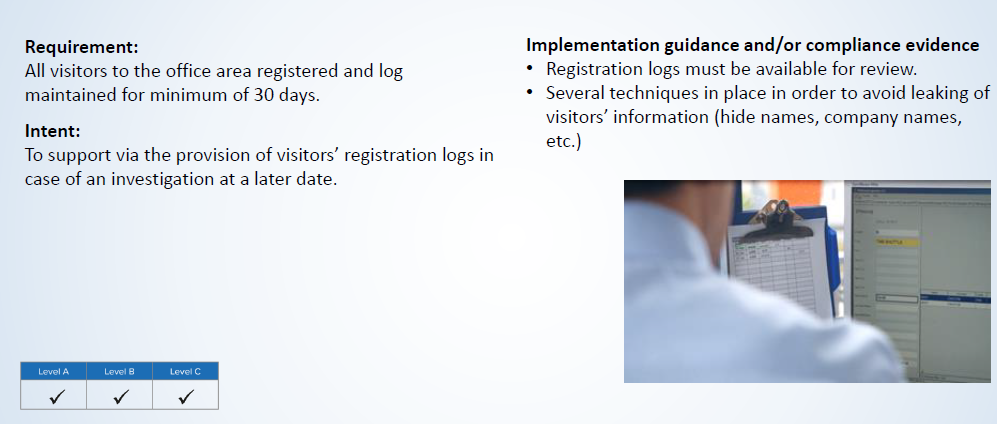 Requirement:
All visitors to the office area registered and log
maintained for minimum of 30 days.
Intent:
To support via the provision of visitors’ registration logs in
case of an investigation at a later date.
Implementation guidance and/or compliance evidence
• Registration logs must be available for review.
• Several techniques in place in order to avoid leaking of
visitors’ information (hide names, company names,
etc.)
Level A Level B Level C
✓ ✓ ✓